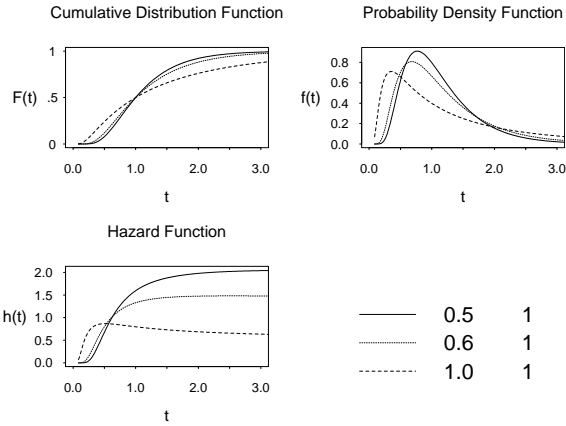 Cumulative Distribution Function
F(t)
1
.5
0
0.0 1.0 2.0 3.0
t
Probability Density Function
f(t)
0.8
0.6
0.4
0.2
0.0
0.0 1.0 2.0 3.0
t
Hazard Function
h(t)
2.0
1.5
1.0
0.5
0.0
0.0 1.0 2.0 3.0
t
0.5 1
0.6 1
1.0 1